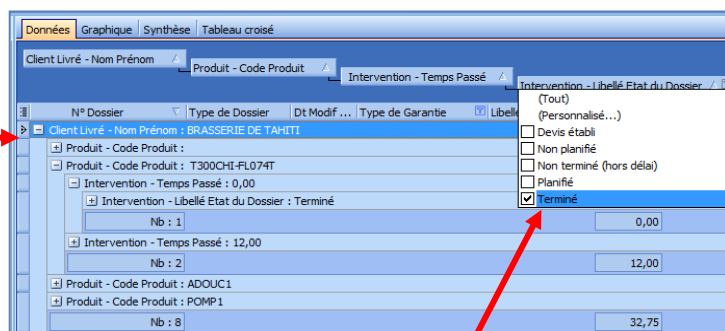 Données Graphique Synthèse Tableau croisé
Client Livré - Nom Prénom
Produit - Code Produit
Intervention - Temps Passé
Intervention - Libellé Etat du Dossier
(Tout)
(Personnalisé...)
Devis établi
Non planifié
Non terminé (hors délai)
Planifié
Terminé
N° Dossier Type de Dossier Dt Modif ... Type de Garantie Libelle
Client Livré - Nom Prénom : BRASSERIE DE TAHITI
Produit - Code Produit :
Produit - Code Produit : T300CHI-FL074T
Intervention - Temps Passé : 0,00
Intervention - Libellé Etat du Dossier : Terminé
Nb : 1 0,00
Intervention - Temps Passé : 12,00
Nb : 2 12,00
Produit - Code Produit : ADOUC1
Produit - Code Produit : POMP1
Nb : 8 32,75